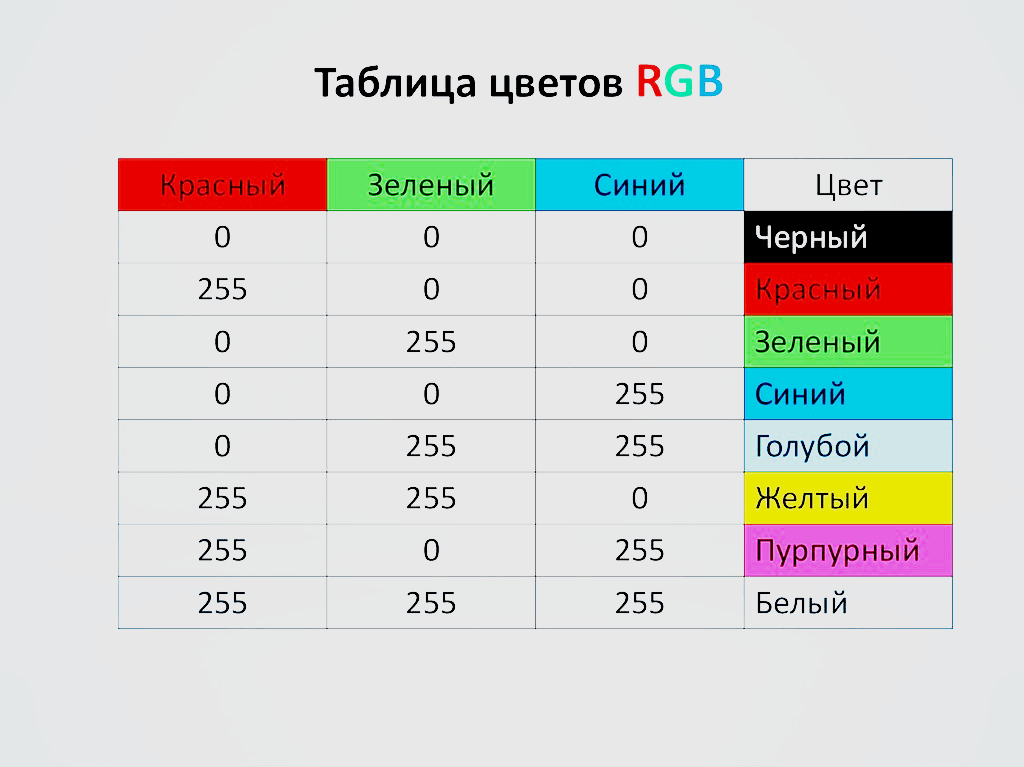 Таблица цветов RGB
Красный Зеленый Синий Цвет
0 0 0 Черный
255 0 0 Красный
0 255 0 Зеленый
0 0 255 Синий
0 255 255 Голубой
255 255 0 Желтый
255 0 255 Пурпурный
255 255 255 Белый